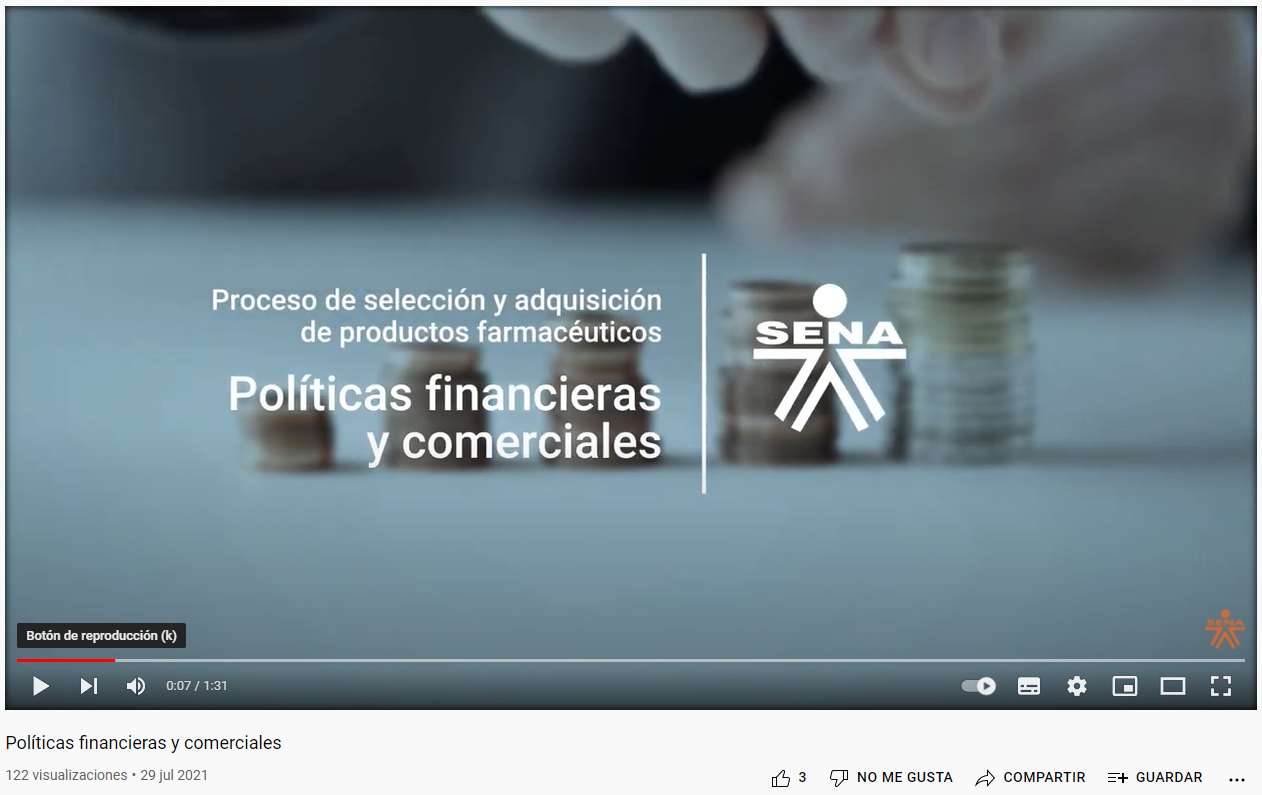 Proceso de selección y adquisición
de productos farmacéuticos
Políticas financieras
y comerciales
SENA
SENA
Botón de reproducción (k)
0:07 / 1:31
Políticas financieras y comerciales
122 visualizaciones • 29 jul 2021
3 NO ME GUSTA COMPARTIR GUARDAR